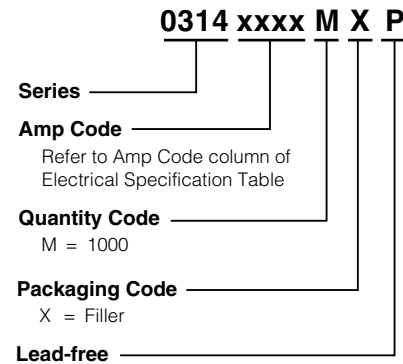 0314 xxxx M X P
Series
Amp Code
Refer to Amp Code column of
Electrical Specification Table
Quantity Code
M = 1000
Packaging Code
X = Filler
Lead-free